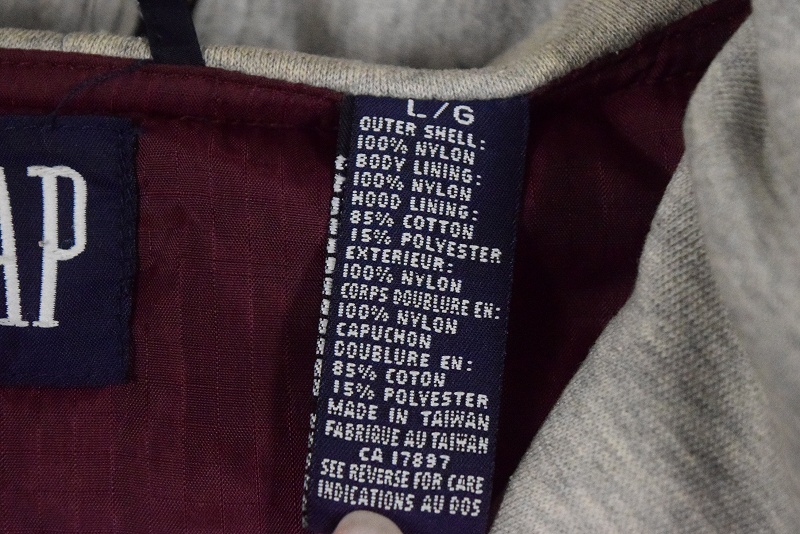 AP
L/G
OUTER SHELL:
100% NYLON
BODY LINING:
100% NYLON
HOOD LINING:
85% COTTON
15% POLYESTER
EXTERIEUR:
100% NYLON
CORPS DOUBLURE EN:
100% NYLON
CAPUCHON
DOUBLURE EN:
85% COTON
15% POLYESTER
MADE IN TAIWAN
FABRIQUE AU TAIWAN
CA 17897
SEE REVERSE FOR CARE
INDICATIONS AU DOS